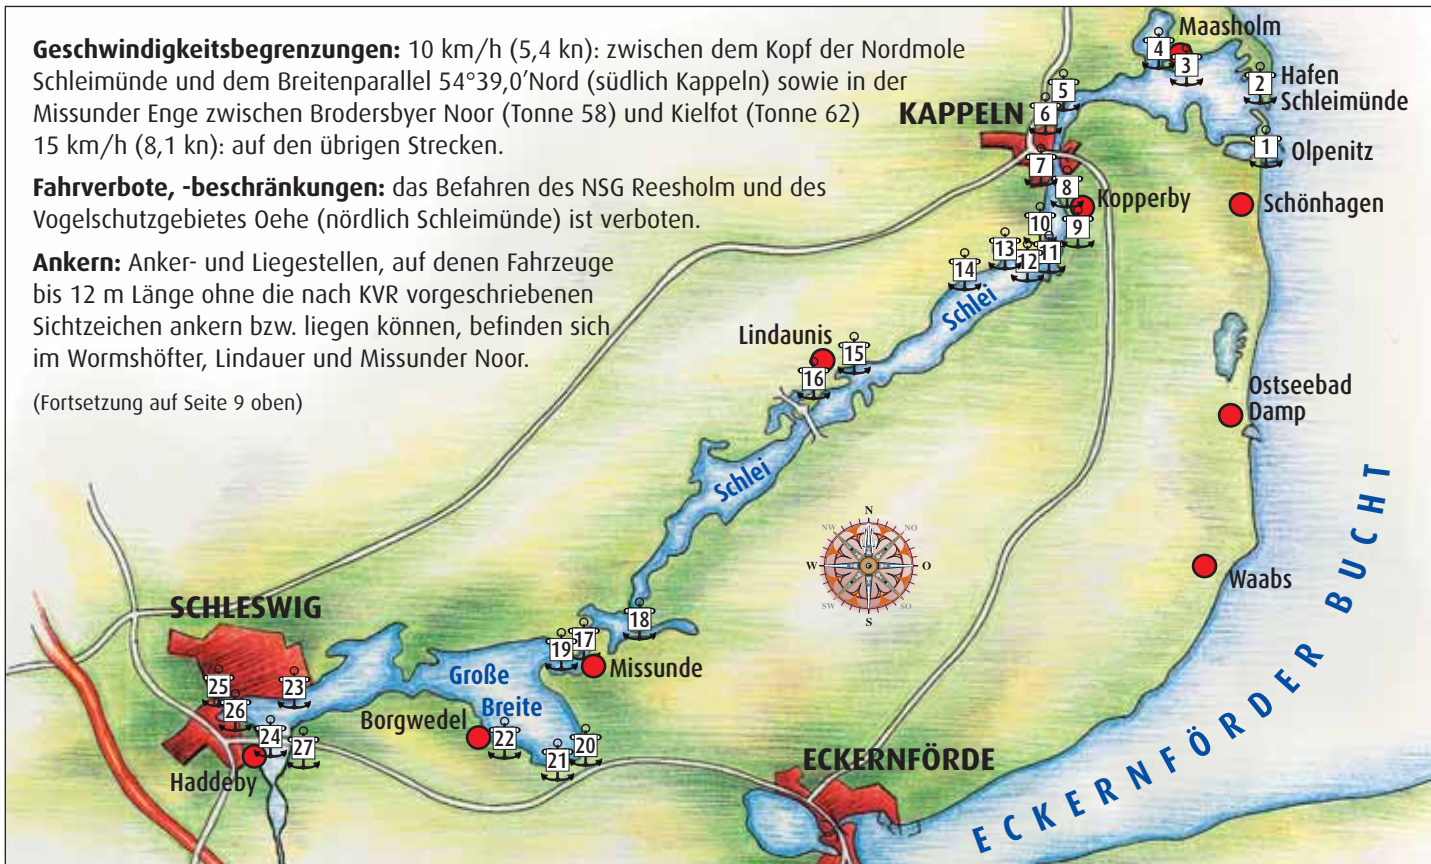 Geschwindigkeitsbegrenzungen: 10 km/h (5,4 kn): zwischen dem Kopf der Nordmole
Schleimünde und dem Breitenparallel 54°39,0'Nord (südlich Kappeln) sowie in der
Missunder Enge zwischen Brodersbyer Noor (Tonne 58) und Kielfot (Tonne 62)
15 km/h (8,1 kn): auf den übrigen Strecken.
Fahrverbote, -beschränkungen: das Befahren des NSG Reesholm und des
Vogelschutzgebietes Oehe (nördlich Schleimünde) ist verboten.
Ankern: Anker- und Liegestellen, auf denen Fahrzeuge
bis 12 m Länge ohne die nach KVR vorgeschriebenen
Sichtzeichen ankern bzw. liegen können, befinden sich
im Wormshöfter, Lindauer und Missunder Noor.
(Fortsetzung auf Seite 9 oben)
Maasholm
4
3
2
Hafen
Schleimünde
5
6
KAPPELN
1
Olpenitz
7
8
Kopperby
Schönhagen
10
9
13
11
12
14
Schlei
Lindaunis
15
16
Ostseebad
Damp
Schlei
N
NO
O
SO
S
SW
W
NW
Waabs
ECKERNFÖRDER BUCHT
SCHLESWIG
18
17
19
Missunde
Große
Breite
25
23
26
Borgwedel
22
24
27
20
21
Haddeby
ECKERNFÖRDE